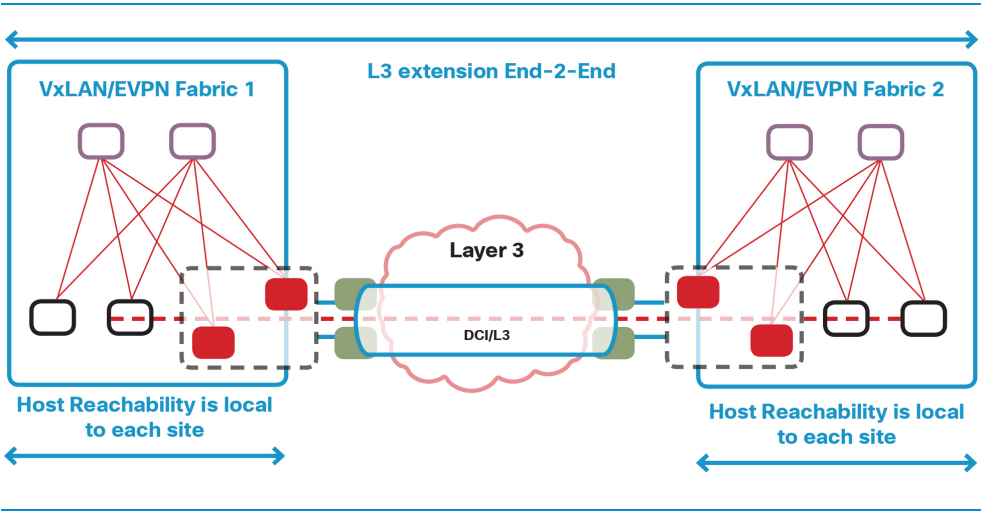 L3 extension End-2-End
VxLAN/EVPN Fabric 1
VxLAN/EVPN Fabric 2
Layer 3
DCI/L3
Host Reachability is local
to each site
Host Reachability is local
to each site